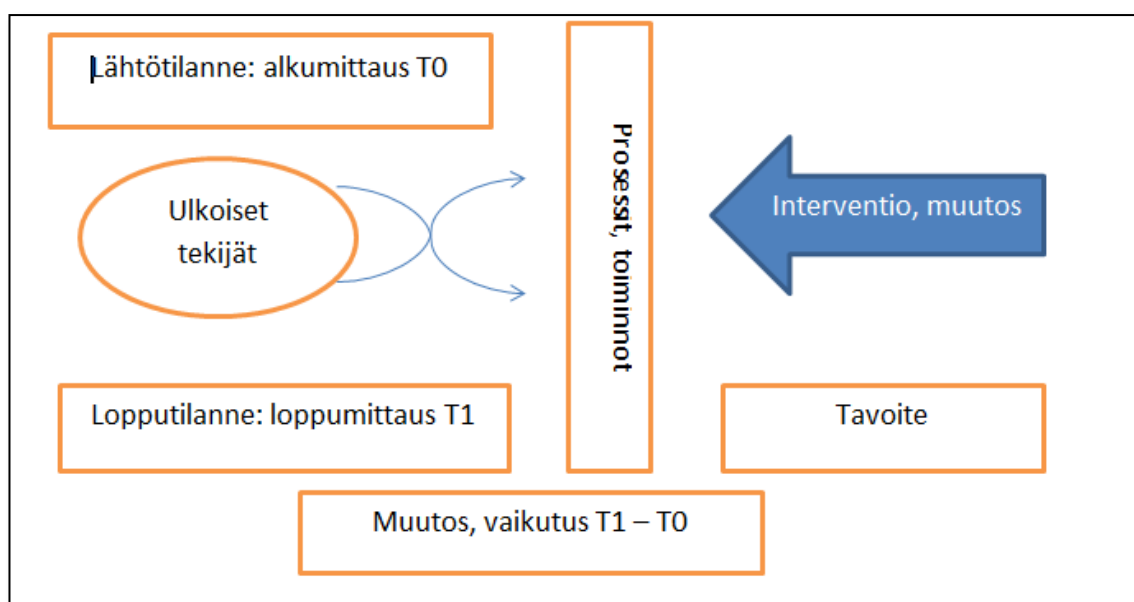 Lähtötilanne: alkumittaus T0
Ulkoiset
tekijät
Prosessit, toiminnot
Interventio, muutos
Lopputilanne: loppumittaus T1
Tavoite
Muutos, vaikutus T1 – T0